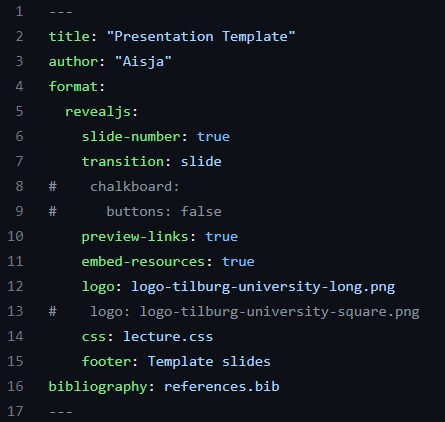 1 ---
2 title: "Presentation Template"
3 author: "Aisja"
4 format:
5   revealjs:
6     slide-number: true
7     transition: slide
8 #    chalkboard:
9 #      buttons: false
10     preview-links: true
11     embed-resources: true
12     logo: logo-tilburg-university-long.png
13 #    logo: logo-tilburg-university-square.png
14     css: lecture.css
15     footer: Template slides
16 bibliography: references.bib
17 ---